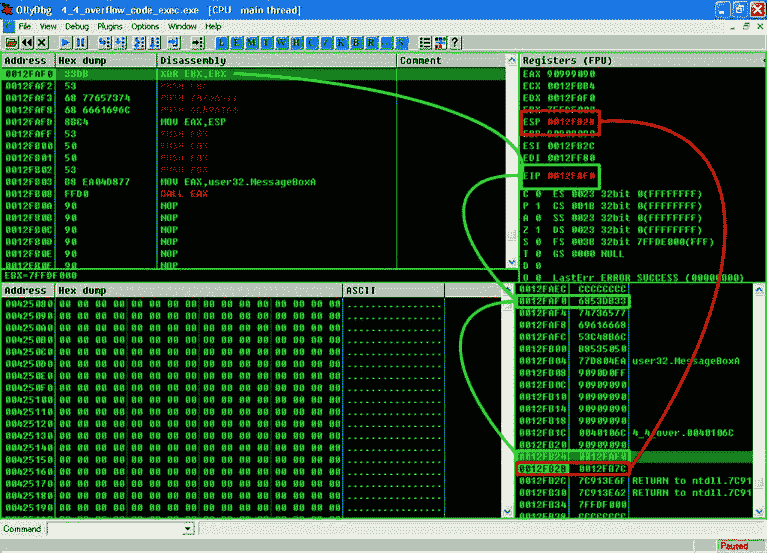 OllyDbg 4_4_overflow_code_exec.exe [CPU main thread]
File View Debug Plugins Options Window Help
L E M T W H C / K B R ... S
Address Hex dump Disassembly Comment
0012FAF0 33DB XOR EBX,EBX
0012FAF2 53
0012FAF3 68 77657374
0012FAF8 68 6661696C
0012FAFD 8BC4 MOV EAX,ESP
0012FAFF 53
0012FB00 50
0012FB01 50
0012FB02 53
0012FB03 B8 EA04D877 MOV EAX,user32.MessageBoxA
0012FB08 FFD0 CALL EAX
0012FB0A 90 NOP
0012FB0B 90 NOP
0012FB0C 90 NOP
0012FB0D 90 NOP
0012FB0E 90 NOP
0012FB0F 90 NOP
EBX=7FFDF000
Registers (FPU)
EAX 90909090
ECX 0012FBB4
EDX 0012FAF0
EBX 7FFDF000
ESP 0012FB28
EBP 90909090
ESI 0012FB2C
EDI 0012FF80
EIP 0012FAF0
C 0 ES 0023 32bit 0(FFFFFFFF)
P 1 CS 001B 32bit 0(FFFFFFFF)
A 0 SS 0023 32bit 0(FFFFFFFF)
Z 1 DS 0023 32bit 0(FFFFFFFF)
S 0 FS 003B 32bit 7FFDE000(FFF)
T 0 GS 0000 NULL
D 0
O 0 LastErr ERROR_SUCCESS (00000000)
Address Hex dump ASCII
00425080 00 00 00 00 00 00 00 00 00 00 00 00 00 00 00 00 ................
00425090 00 00 00 00 00 00 00 00 00 00 00 00 00 00 00 00 ................
004250A0 00 00 00 00 00 00 00 00 00 00 00 00 00 00 00 00 ................
004250B0 00 00 00 00 00 00 00 00 00 00 00 00 00 00 00 00 ................
004250C0 00 00 00 00 00 00 00 00 00 00 00 00 00 00 00 00 ................
004250D0 00 00 00 00 00 00 00 00 00 00 00 00 00 00 00 00 ................
004250E0 00 00 00 00 00 00 00 00 00 00 00 00 00 00 00 00 ................
004250F0 00 00 00 00 00 00 00 00 00 00 00 00 00 00 00 00 ................
00425100 00 00 00 00 00 00 00 00 00 00 00 00 00 00 00 00 ................
00425110 00 00 00 00 00 00 00 00 00 00 00 00 00 00 00 00 ................
00425120 00 00 00 00 00 00 00 00 00 00 00 00 00 00 00 00 ................
00425130 00 00 00 00 00 00 00 00 00 00 00 00 00 00 00 00 ................
00425140 00 00 00 00 00 00 00 00 00 00 00 00 00 00 00 00 ................
00425150 00 00 00 00 00 00 00 00 00 00 00 00 00 00 00 00 ................
00425160 00 00 00 00 00 00 00 00 00 00 00 00 00 00 00 00 ................
00425170 00 00 00 00 00 00 00 00 00 00 00 00 00 00 00 00 ................
00425180 00 00 00 00 00 00 00 00 00 00 00 00 00 00 00 00 ................
00425190 00 00 00 00 00 00 00 00 00 00 00 00 00 00 00 00 ................
0012FAEC CCCCCCCC
0012FAF0 6853DB33
0012FAF4 74736577
0012FAF8 69616668
0012FAFC 53C48B6C
0012FB00 B8535050
0012FB04 77D804EA user32.MessageBoxA
0012FB08 9090D0FF
0012FB0C 90909090
0012FB10 90909090
0012FB14 90909090
0012FB18 90909090
0012FB1C 0040106C 4_4_over.0040106C
0012FB20 90909090
0012FB24 0012FAF0
0012FB28 0012FB7C
0012FB2C 7C913E6F RETURN to ntdll.7C91
0012FB30 7C913E62 RETURN to ntdll.7C91
0012FB34 7FFDF000
0012FB38 CCCCCCCC
Command
Paused